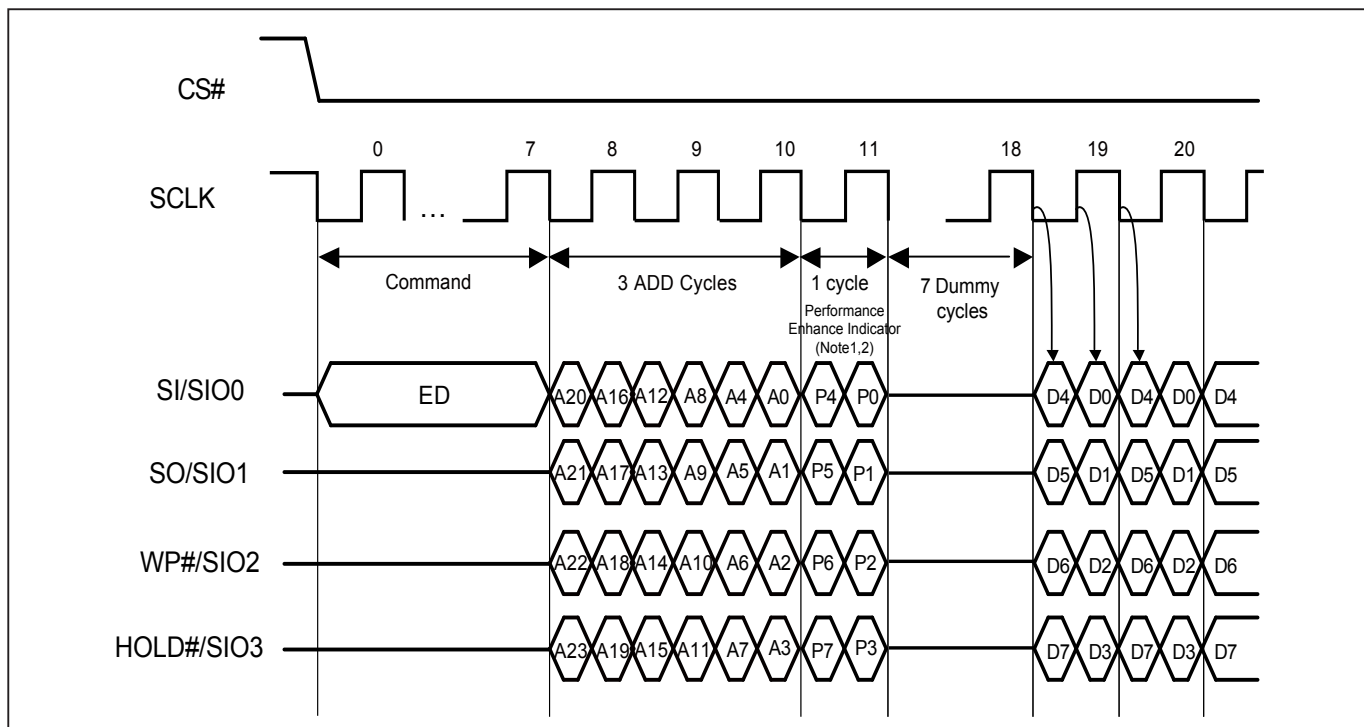 CS#
0 7 8 9 10 11 18 19 20
SCLK
...
Command 3 ADD Cycles 1 cycle 7 Dummy
cycles
Performance
Enhance Indicator
(Note1,2)
SI/SIO0 ED A20 A16 A12 A8 A4 A0 P4 P0 D4 D0 D4 D0 D4
SO/SIO1 A21 A17 A13 A9 A5 A1 P5 P1 D5 D1 D5 D1 D5
WP#/SIO2 A22 A18 A14 A10 A6 A2 P6 P2 D6 D2 D6 D2 D6
HOLD#/SIO3 A23 A19 A15 A11 A7 A3 P7 P3 D7 D3 D7 D3 D7